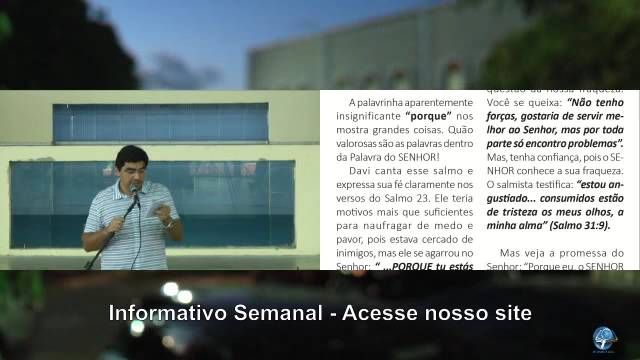 A palavrinha aparentemente
insignificante “porque” nos
mostra grandes coisas. Quão
valorosas são as palavras dentro
da Palavra do SENHOR!
Davi canta esse salmo e
expressa sua fé claramente nos
versos do Salmo 23. Ele teria
motivos mais que suficientes
para naufragar de medo e
pavor, pois estava cercado de
inimigos, mas ele se agarrou no
Senhor: “ ...PORQUE tu estás
questão da nossa fraqueza.
Você se queixa: “Não tenho
forças, gostaria de servir me-
lhor ao Senhor, mas por toda
parte só encontro problemas”.
Mas, tenha confiança, pois o SE-
NHOR conhece a sua fraqueza.
O salmista testifica: “estou an-
gustiado... consumidos estão
de tristeza os meus olhos, a
minha alma” (Salmo 31:9).
Mas veja a promessa do
Senhor: “Porque eu, o SENHOR
Informativo Semanal - Acesse nosso site